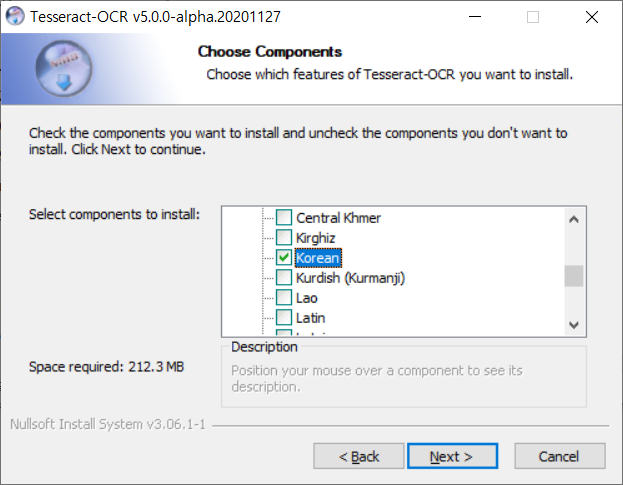 Tesseract-OCR v5.0.0-alpha.20201127
Choose Components
Choose which features of Tesseract-OCR you want to install.
Check the components you want to install and uncheck the components you don't want to
install. Click Next to continue.
Select components to install:
Central Khmer
Kirghiz
Korean
Kurdish (Kurmanji)
Lao
Latin
Space required: 212.3 MB
Description
Position your mouse over a component to see its
description.
Nullsoft Install System v3.06.1-1
< Back
Next >
Cancel